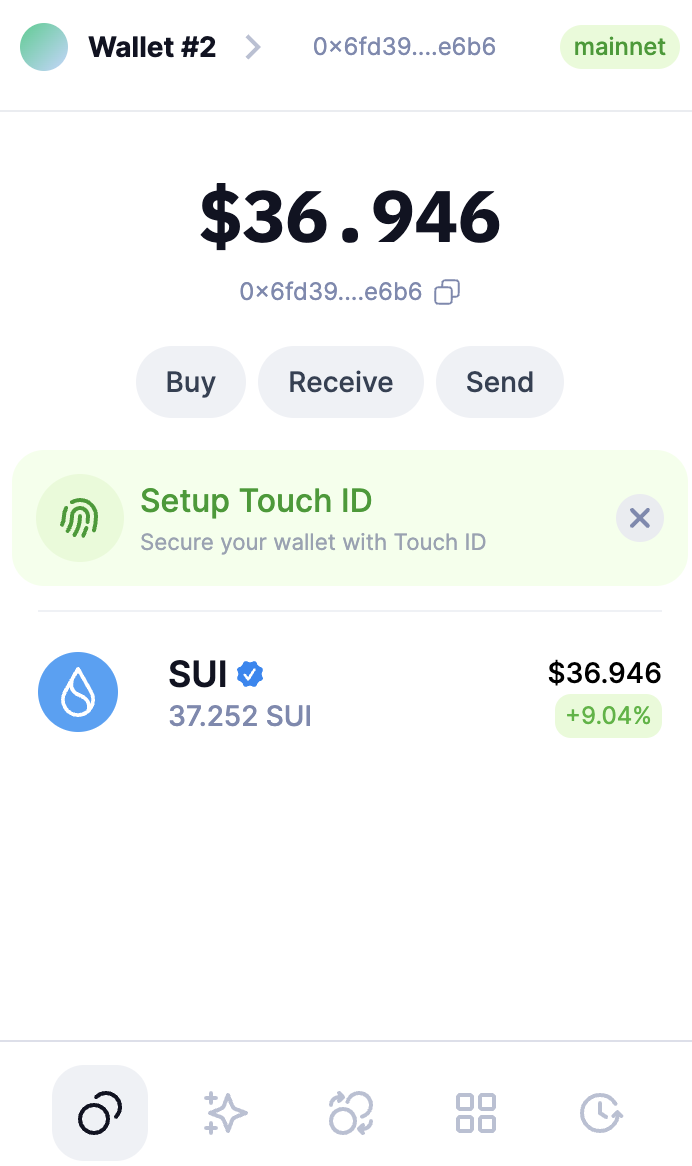 Wallet #2 0×6fd39....e6b6 mainnet
$36.946
0×6fd39....e6b6
Buy Receive Send
Setup Touch ID
Secure your wallet with Touch ID
SUI $36.946
37.252 SUI +9.04%